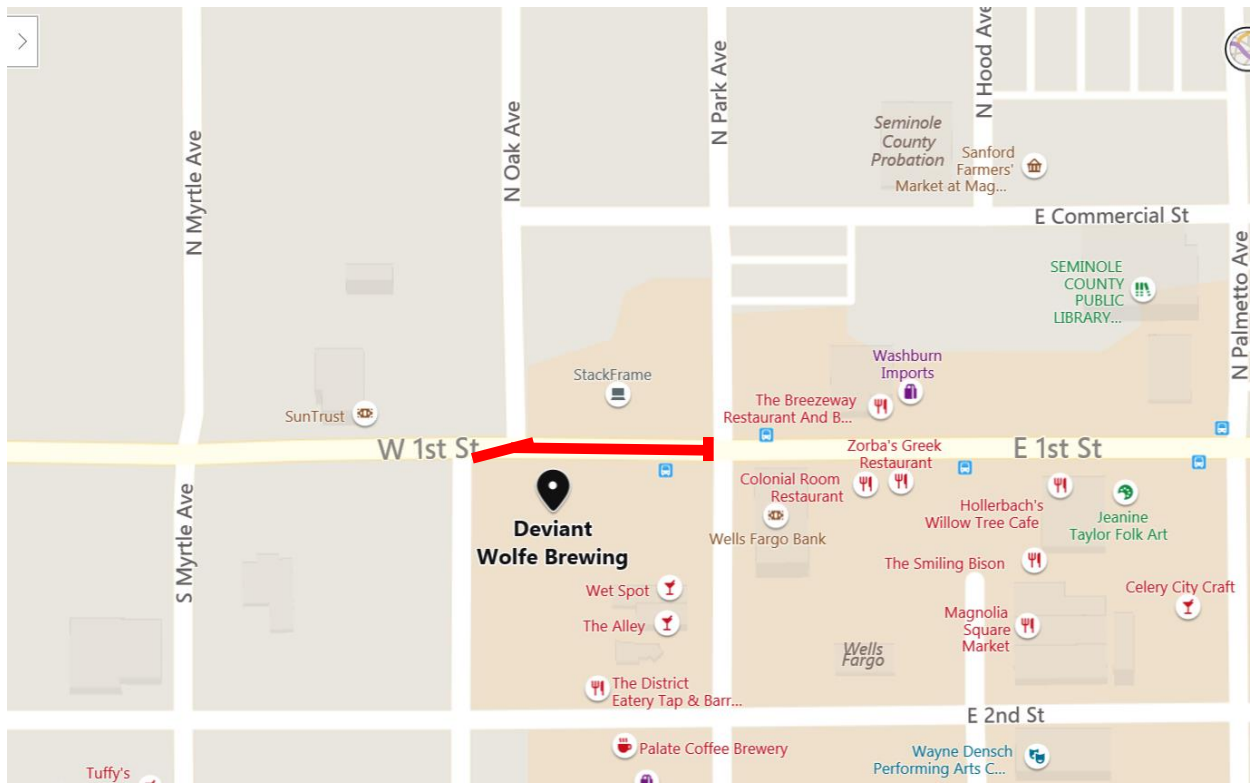 N Hood Ave
N Park Ave
N Oak Ave
N Myrtle Ave
Seminole
County
Probation
Sanford
Farmers'
Market at Mag...
E Commercial St
N Palmetto Ave
SEMINOLE
COUNTY
PUBLIC
LIBRARY...
Washburn
Imports
StackFrame
The Breezeway
Restaurant And B...
SunTrust
W 1st St
Zorba's Greek
Restaurant
E 1st St
Colonial Room
Restaurant
Deviant
Wolfe Brewing
Wells Fargo Bank
Hollerbach's
Willow Tree Cafe
Jeanine
Taylor Folk Art
S Myrtle Ave
The Smiling Bison
Wet Spot
Celery City Craft
The Alley
Magnolia
Square
Market
Wells
Fargo
The District
Eatery Tap & Barr...
E 2nd St
Palate Coffee Brewery
Wayne Densch
Performing Arts C...
Tuffy's